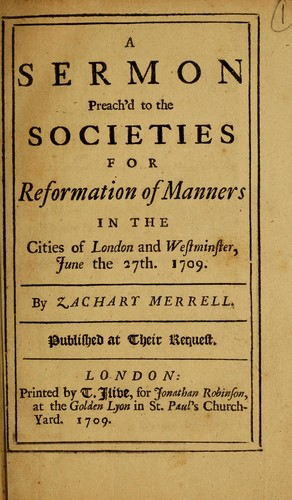 1
A
SERMON
Preach'd to the
SOCIETIES
FOR
Reformation of Manners
IN THE
Cities of London and Weſtminſter,
June the 27th. 1709.
By ZACHARY MERRELL.
Publiſhed at Their Requeſt.
LONDON:
Printed by T. Ilive, for Jonathan Robinſon,
at the Golden Lyon in St. Paul's Church-
Yard. 1709.